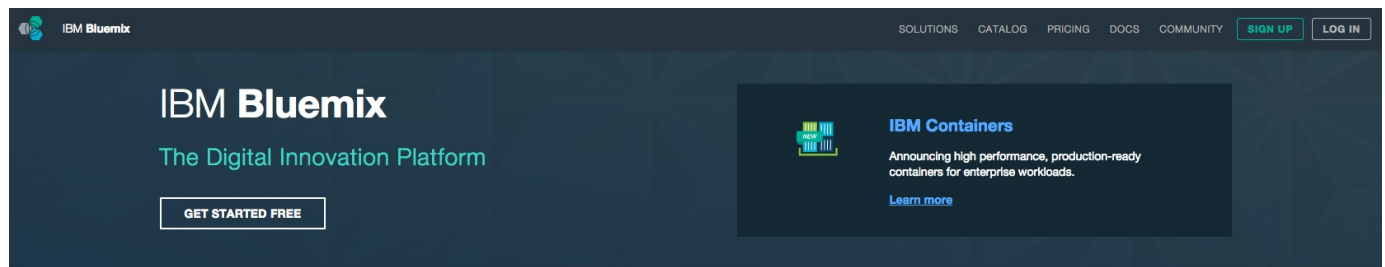 IBM Bluemix
SOLUTIONS CATALOG PRICING DOCS COMMUNITY SIGN UP LOG IN
IBM Bluemix
The Digital Innovation Platform
GET STARTED FREE
NEW
IBM Containers
Announcing high performance, production-ready
containers for enterprise workloads.
Learn more